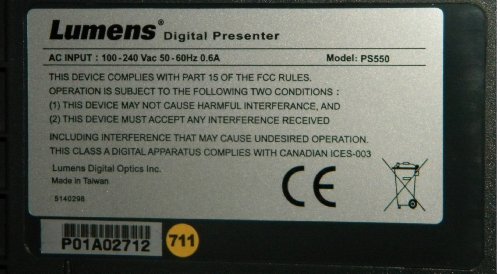 Lumens® Digital Presenter
AC INPUT : 100-240 Vac 50-60Hz 0.6A Model: PS550
THIS DEVICE COMPLIES WITH PART 15 OF THE FCC RULES.
OPERATION IS SUBJECT TO THE FOLLOWING TWO CONDITIONS :
(1) THIS DEVICE MAY NOT CAUSE HARMFUL INTERFERENCE, AND
(2) THIS DEVICE MUST ACCEPT ANY INTERFERENCE RECEIVED
INCLUDING INTERFERENCE THAT MAY CAUSE UNDESIRED OPERATION.
THIS CLASS A DIGITAL APPARATUS COMPLIES WITH CANADIAN ICES-003
Lumens Digital Optics Inc.
Made in Taiwan
5140298
CE
P01A02712
711